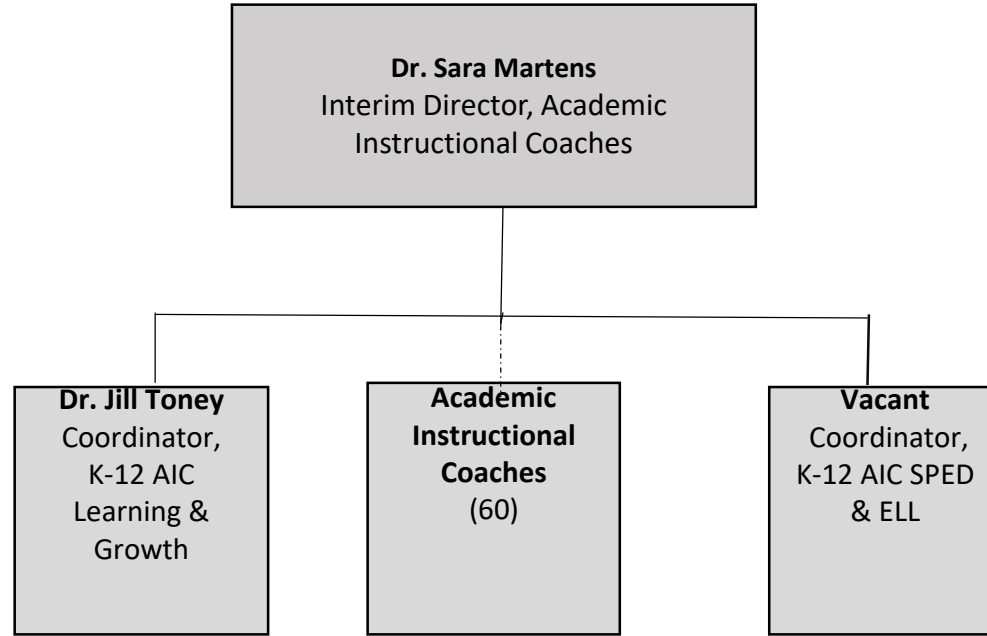 Dr. Sara Martens
Interim Director, Academic
Instructional Coaches
Dr. Jill Toney
Coordinator,
K-12 AIC
Learning &
Growth
Academic
Instructional
Coaches
(60)
Vacant
Coordinator,
K-12 AIC SPED
& ELL